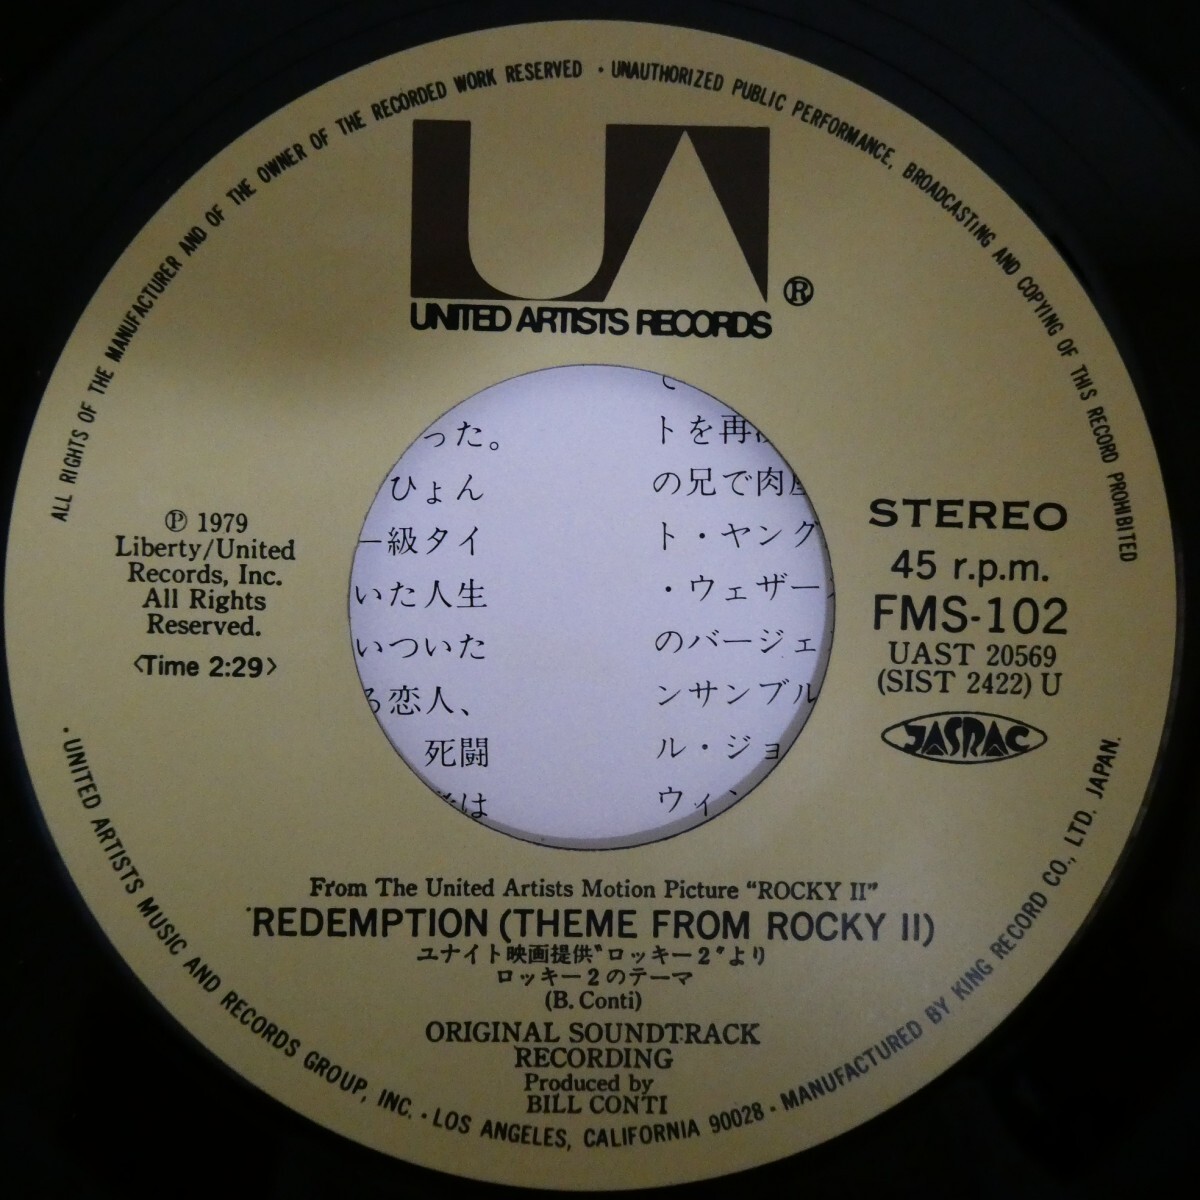 ALL RIGHTS OF THE MANUFACTURER AND OF THE OWNER OF THE RECORDED WORK RESERVED · UNAUTHORIZED PUBLIC PERFORMANCE, BROADCASTING AND COPYING OF THIS RECORD PROHIBITED
UA ®
UNITED ARTISTS RECORDS
℗ 1979
Liberty/United
Records, Inc.
All Rights
Reserved.
<Time 2:29>
った。
ひょん
一級タイ
いた人生
いついた
る恋人、
死闘
は
て
トを再
の兄で肉屋
ト・ヤング
・ウェザー
のバージェ
ンサンブル
ル・ジョ
ウィン
STEREO
45 r.p.m.
FMS-102
UAST 20569
(SIST 2422) U
JASRAC
From The United Artists Motion Picture "ROCKY II"
REDEMPTION (THEME FROM ROCKY II)
ユナイト映画提供“ロッキー2”より
ロッキー2のテーマ
(B. Conti)
ORIGINAL SOUNDTRACK
RECORDING
Produced by
BILL CONTI
· UNITED ARTISTS MUSIC AND RECORDS GROUP, INC. · LOS ANGELES, CALIFORNIA 90028 · MANUFACTURED BY KING RECORD CO., LTD. JAPAN.